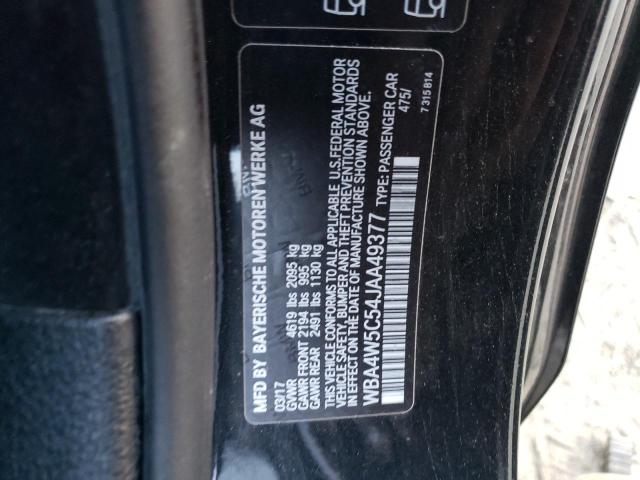 MFD BY BAYERISCHE MOTOREN WERKE AG
03/17
GVWR 4619 lbs 2095 kg
GAWR FRONT 2194 lbs 995 kg
GAWR REAR 2491 lbs 1130 kg
THIS VEHICLE CONFORMS TO ALL APPLICABLE U.S. FEDERAL MOTOR
VEHICLE SAFETY, BUMPER AND THEFT PREVENTION STANDARDS
IN EFFECT ON THE DATE OF MANUFACTURE SHOWN ABOVE.
WBA4W5C54JAA49377 TYPE: PASSENGER CAR
475/
7 315 814